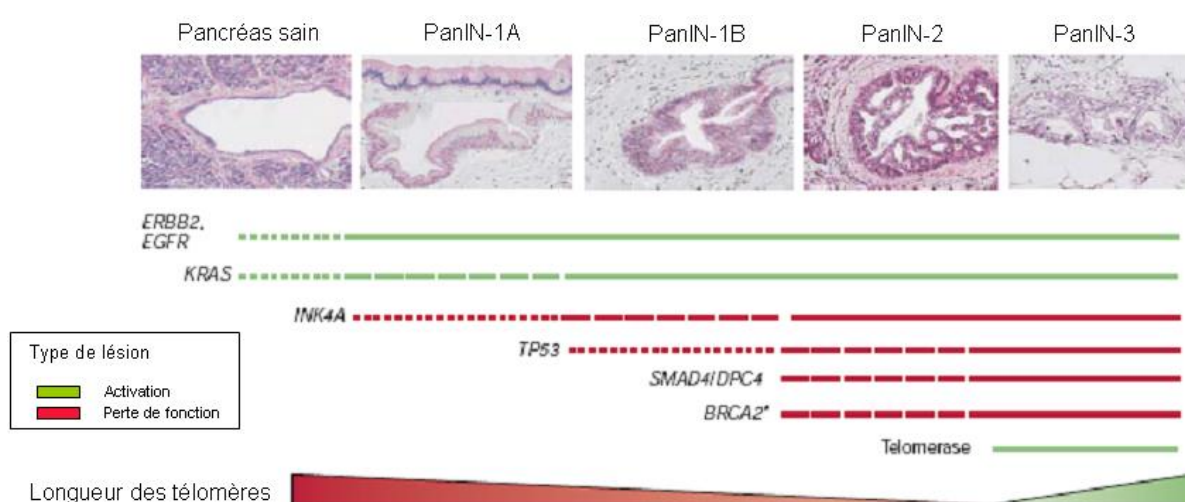 Pancréas sain PanIN-1A PanIN-1B PanIN-2 PanIN-3
ERBB2,
EGFR
KRAS
INK4A
TP53
SMAD4/DPC4
BRCA2*
Telomerase
Type de lésion
Activation
Perte de fonction
Longueur des télomères